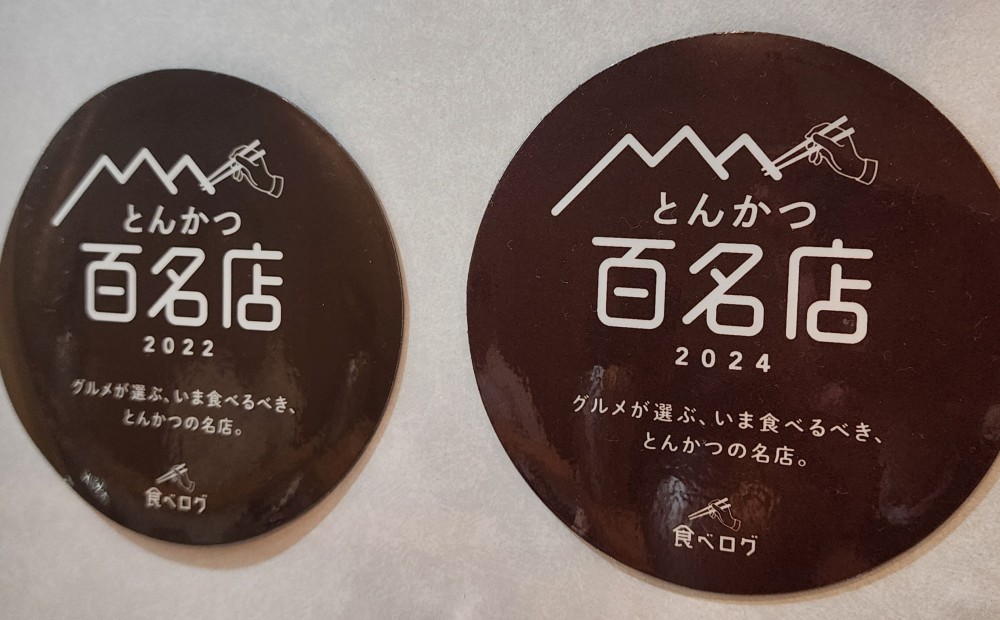 とんかつ
百名店
2022
グルメが選ぶ、いま食べるべき、
とんかつの名店。
食べログ
とんかつ
百名店
2024
グルメが選ぶ、いま食べるべき、
とんかつの名店。
食べログ